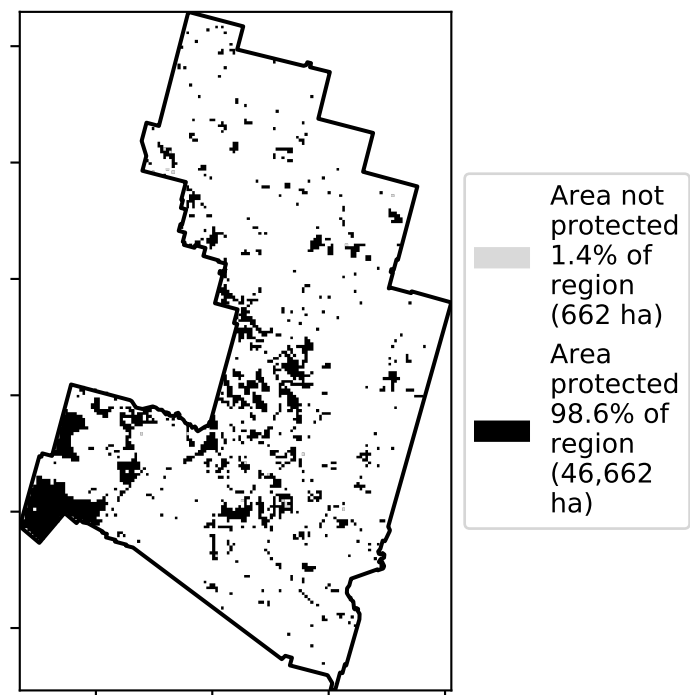 Area not
protected
1.4% of
region
(662 ha)
Area
protected
98.6% of
region
(46,662
ha)